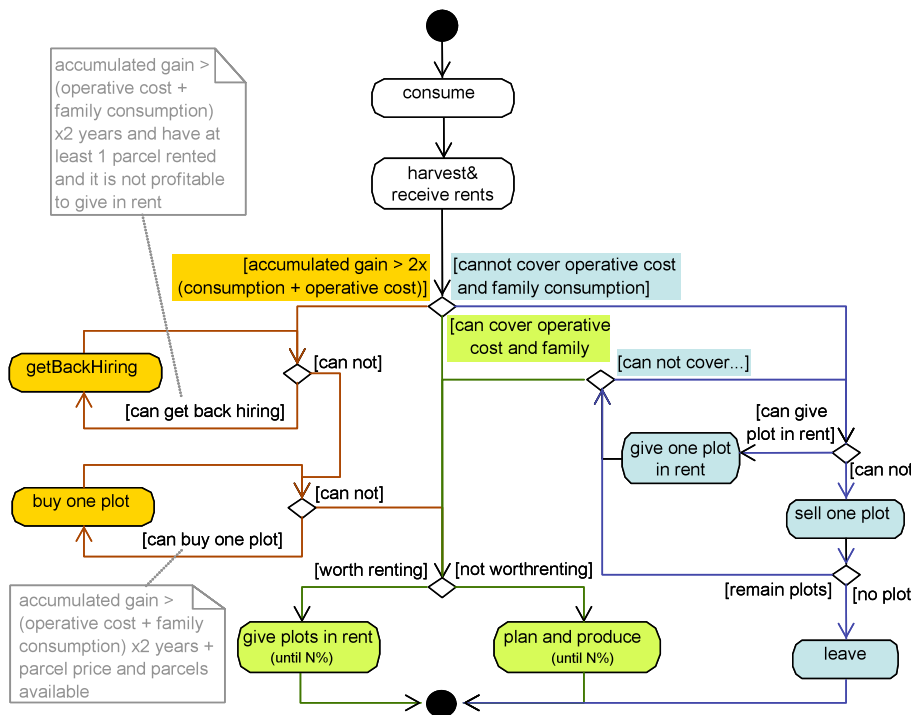 accumulated gain >
(operative cost +
family consumption)
x2 years and have at
least 1 parcel rented
and it is not profitable
to give in rent
consume
harvest&
receive rents
[accumulated gain > 2x
(consumption + operative cost)]
[cannot cover operative cost
and family consumption]
[can cover operative
cost and family
[can not cover...]
getBackHiring
[can not]
[can get back hiring]
[can give
plot in rent]
give one plot
in rent
[can not
buy one plot
[can not]
[can buy one plot]
sell one plot
[remain plots]
[no plot
[worth renting]
[not worthrenting]
accumulated gain >
(operative cost + family
consumption) x2 years +
parcel price and parcels
available
give plots in rent
(until N%)
plan and produce
(until N%)
leave